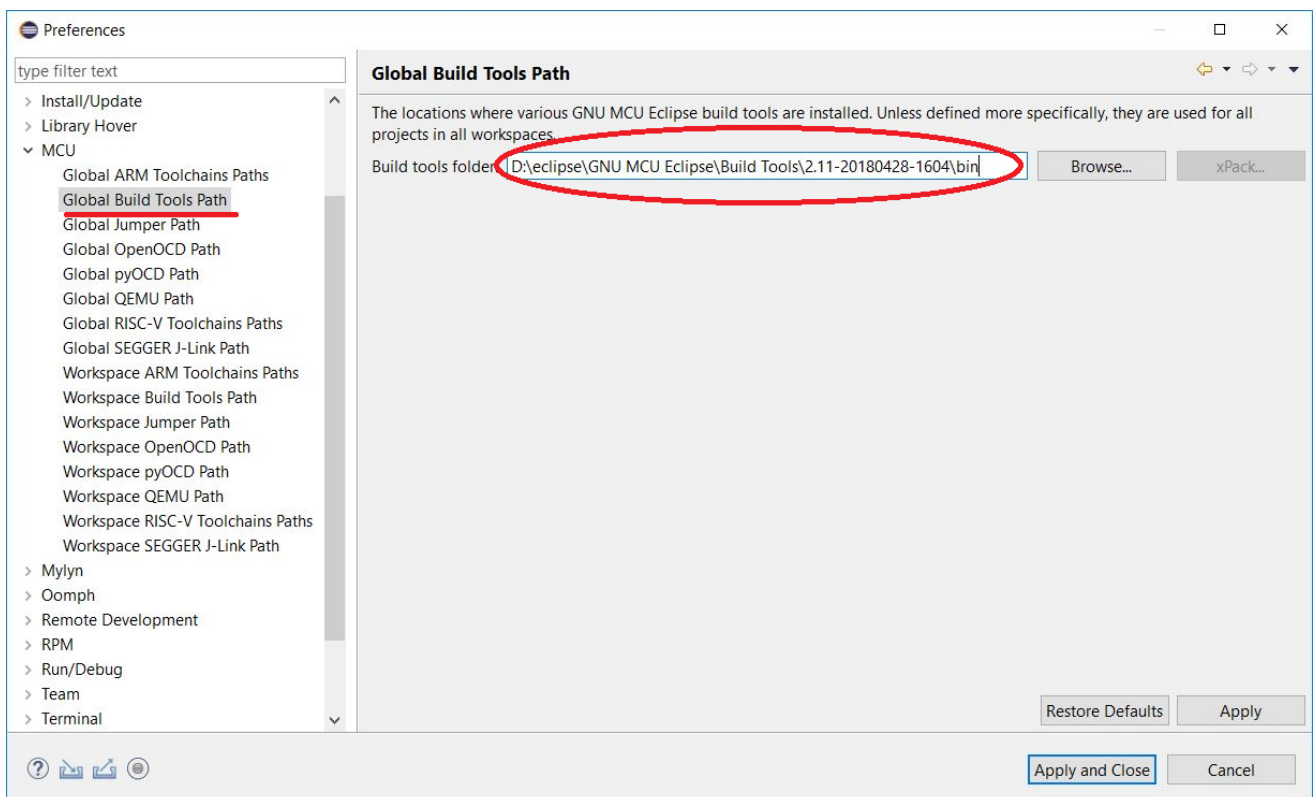 Preferences
type filter text
Install/Update
Library Hover
MCU
Global ARM Toolchains Paths
Global Build Tools Path
Global Jumper Path
Global OpenOCD Path
Global pyOCD Path
Global QEMU Path
Global RISC-V Toolchains Paths
Global SEGGER J-Link Path
Workspace ARM Toolchains Paths
Workspace Build Tools Path
Workspace Jumper Path
Workspace OpenOCD Path
Workspace pyOCD Path
Workspace QEMU Path
Workspace RISC-V Toolchains Paths
Workspace SEGGER J-Link Path
Mylyn
Oomph
Remote Development
RPM
Run/Debug
Team
Terminal
Global Build Tools Path
The locations where various GNU MCU Eclipse build tools are installed. Unless defined more specifically, they are used for all
projects in all workspaces.
Build tools folder: D:\eclipse\GNU MCU Eclipse\Build Tools\2.11-20180428-1604\bin Browse... xPack...
Restore Defaults Apply
Apply and Close Cancel